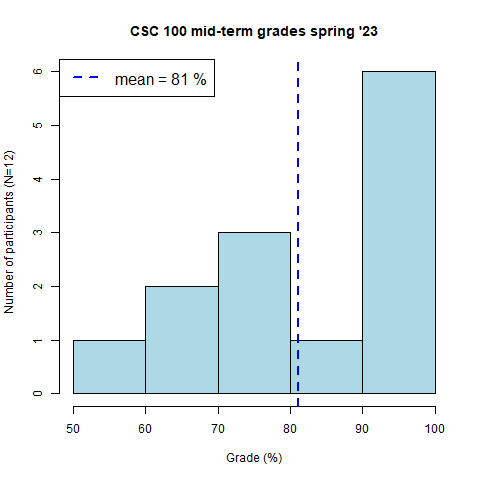 CSC 100 mid-term grades spring '23
mean = 81 %
Number of participants (N=12)
6
5
4
3
2
1
0
50 60 70 80 90 100
Grade (%)